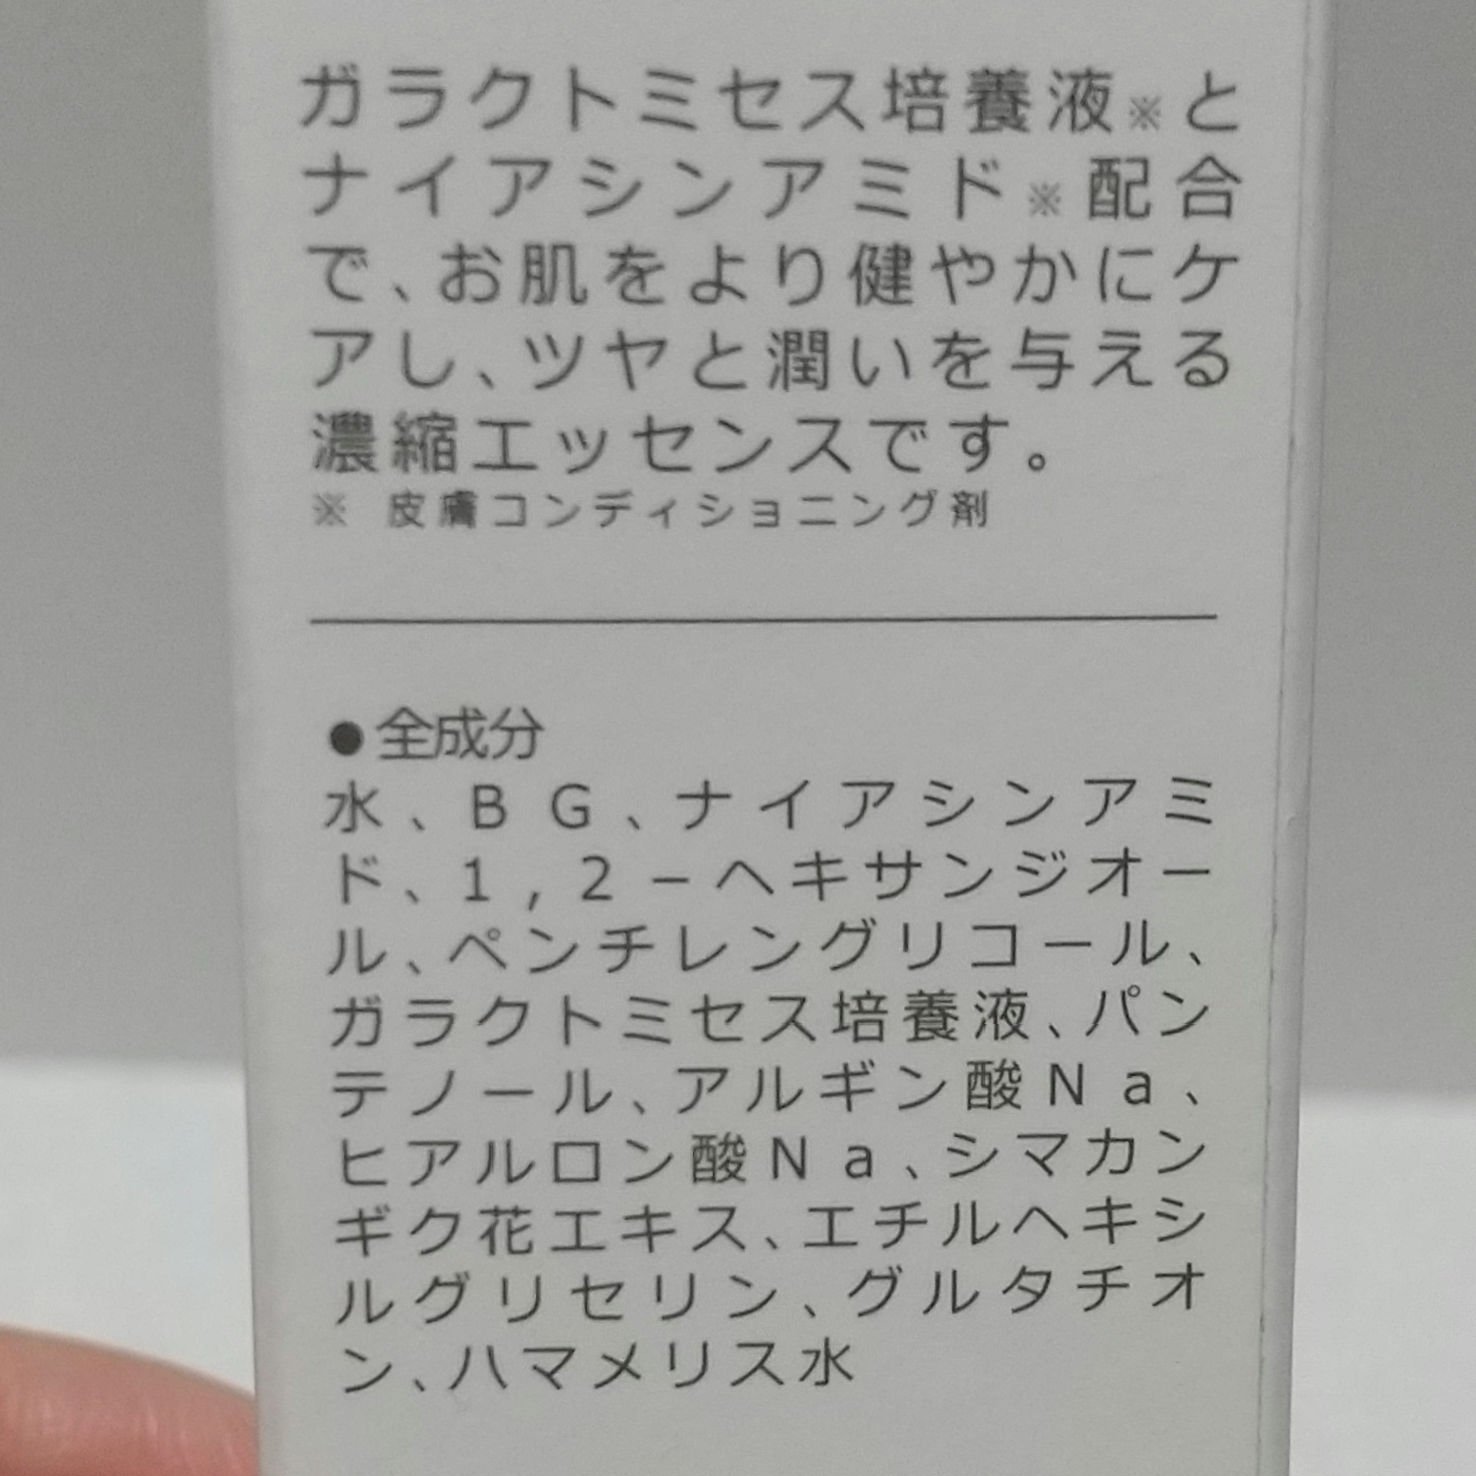 ガラクトミセス培養液※と
ナイアシンアミド※配合
で、お肌をより健やかにケ
アし、ツヤと潤いを与える
濃縮エッセンスです。
※ 皮膚コンディショニング剤
●全成分
水、BG、ナイアシンアミ
ド、1,2−ヘキサンジオー
ル、ペンチレングリコール、
ガラクトミセス培養液、パン
テノール、アルギン酸Na、
ヒアルロン酸Na、シマカン
ギク花エキス、エチルヘキシ
ルグリセリン、グルタチオ
ン、ハマメリス水